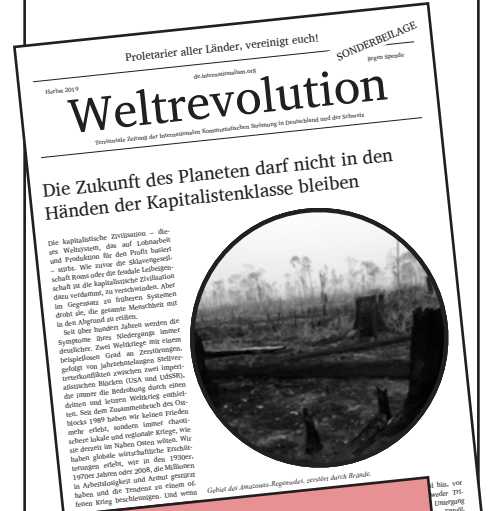 Proletarier aller Länder, vereinigt euch!
SONDERBEILAGE
gegen Spende
Herbst 2019
de.internationalism.org
Weltrevolution
Territoriale Zeitung der Internationalen Kommunistischen Strömung in Deutschland und der Schweiz
Die Zukunft des Planeten darf nicht in den
Händen der Kapitalistenklasse bleiben
Die kapitalistische Zivilisation – die-
ses Weltsystem, das auf Lohnarbeit
und Produktion für den Profit basiert
– stirbt. Wie zuvor die Sklavengesell-
schaft Roms oder die feudale Leibeigen-
schaft ist die kapitalistische Zivilisation
dazu verdammt, zu verschwinden. Aber
im Gegensatz zu früheren Systemen
droht sie, die gesamte Menschheit mit
in den Abgrund zu reißen.
Seit über hundert Jahren werden die
Symptome ihres Niedergangs immer
deutlicher. Zwei Weltkriege mit einem
beispiellosen Grad an Zerstörungen,
gefolgt von jahrzehntelangen Stellver-
treterkonflikten zwischen zwei imperi-
alistischen Blöcken (USA und UdSSR),
die immer die Bedrohung durch einen
dritten und letzten Weltkrieg enthiel-
ten. Seit dem Zusammenbruch des Ost-
blocks 1989 haben wir keinen Frieden
mehr erlebt, sondern immer chaoti-
schere lokale und regionale Kriege, wie
sie derzeit im Nahen Osten wüten. Wir
haben globale wirtschaftliche Erschüt-
terungen erlebt, wie in den 1930er,
1970er Jahren oder 2008, die Millionen
in Arbeitslosigkeit und Armut gestürzt
haben und die Tendenz zu einem of-
fenen Krieg beschleunigen. Und wenn
Gebiet des Amazonas-Regenwaldes, zerstört durch Brände.
hin, vor
weder
Untergang